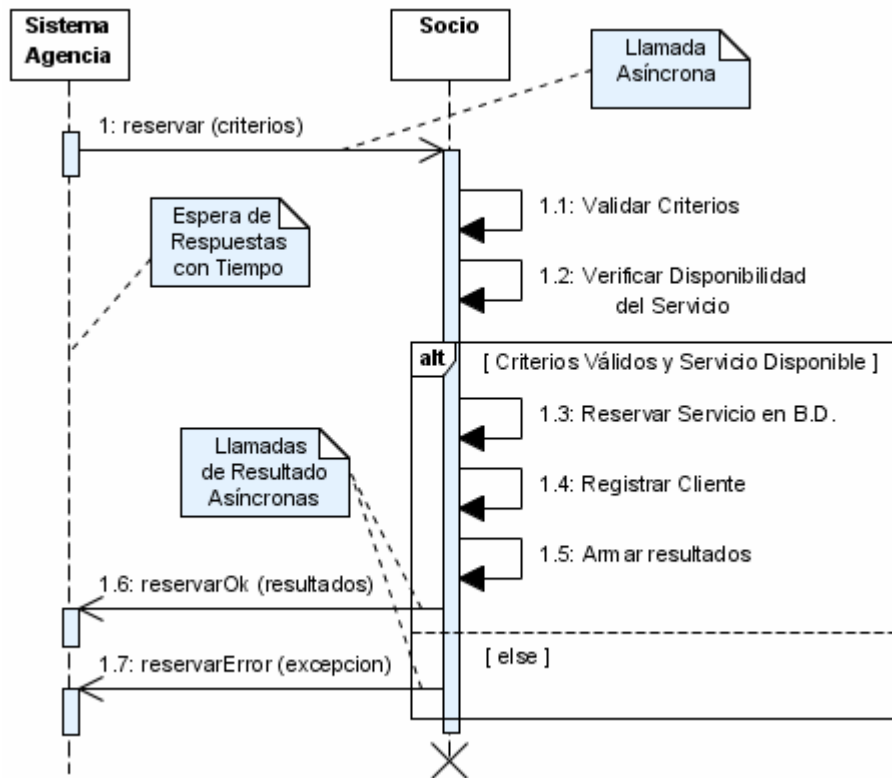 Sistema
Agencia
Socio
Llamada
Asíncrona
1: reservar (criterios)
1.1: Validar Criterios
Espera de
Respuestas
con Tiempo
1.2: Verificar Disponibilidad
del Servicio
alt
[ Criterios Válidos y Servicio Disponible ]
1.3: Reservar Servicio en B.D.
Llamadas
de Resultado
Asíncronas
1.4: Registrar Cliente
1.5: Armar resultados
1.6: reservarOk (resultados)
[ else ]
1.7: reservarError (excepcion)